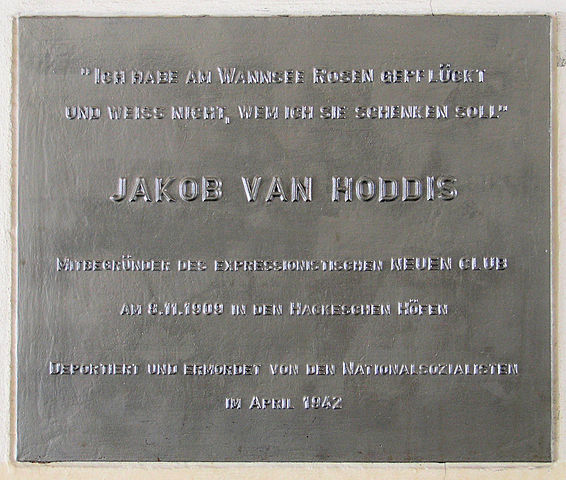 "Ich habe am Wannsee Rosen gepflückt
und weiss nicht, wem ich sie schenken soll"
JAKOB VAN HODDIS
Mitbegründer des expressionistischen NEUEN CLUB
am 8.11.1909 in den Hackeschen Höfen
Deportiert und ermordet von den Nationalsozialisten
im April 1942